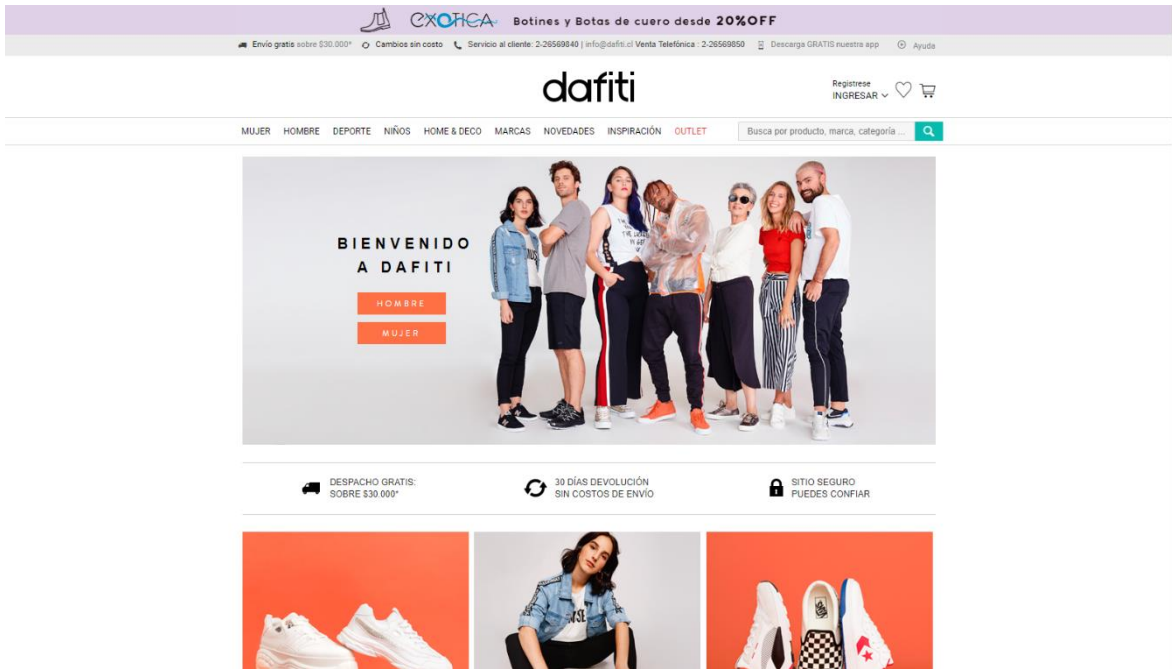 EXOTICA Botines y Botas de cuero desde 20%OFF
Envío gratis sobre $30.000* Cambios sin costo Servicio al cliente: 2-26569840 | info@dafiti.cl Venta Telefónica : 2-26569850 Descarga GRATIS nuestra app Ayuda
dafiti
Regístrese
INGRESAR
MUJER HOMBRE DEPORTE NIÑOS HOME & DECO MARCAS NOVEDADES INSPIRACIÓN OUTLET Busca por producto, marca, categoría ...
BIENVENIDO
A DAFITI
HOMBRE
MUJER
DESPACHO GRATIS:
SOBRE $30.000*
30 DÍAS DEVOLUCIÓN
SIN COSTOS DE ENVÍO
SITIO SEGURO
PUEDES CONFIAR